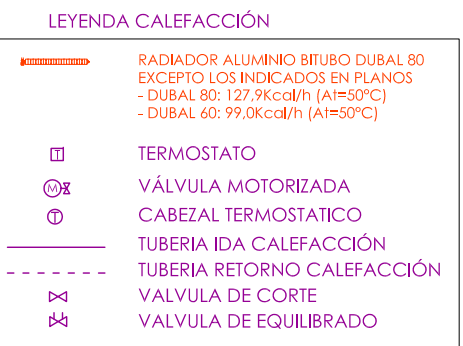 LEYENDA CALEFACCIÓN
RADIADOR ALUMINIO BITUBO DUBAL 80
EXCEPTO LOS INDICADOS EN PLANOS
- DUBAL 80: 127,9Kcal/h (At=50°C)
- DUBAL 60: 99,0Kcal/h (At=50°C)
T TERMOSTATO
M VÁLVULA MOTORIZADA
T CABEZAL TERMOSTATICO
TUBERIA IDA CALEFACCIÓN
TUBERIA RETORNO CALEFACCIÓN
VALVULA DE CORTE
VALVULA DE EQUILIBRADO